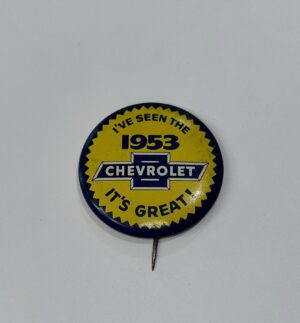 I'VE SEEN THE
1953
CHEVROLET
IT'S GREAT!